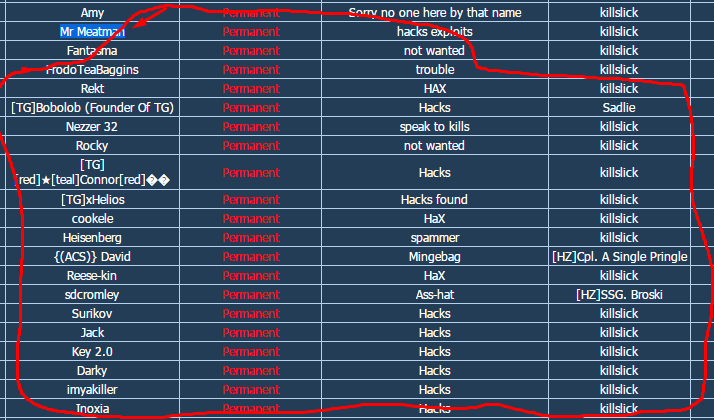 Amy Permanent Sorry no one here by that name killslick
Mr Meatman Permanent hacks exploits killslick
Fantasma Permanent not wanted killslick
FrodoTeaBaggins Permanent trouble killslick
Rekt Permanent HAX killslick
[TG]Bobolob (Founder Of TG) Permanent Hacks Sadlie
Nezzer 32 Permanent speak to kills killslick
Rocky Permanent not wanted killslick
[TG]
[red]★[teal]Connor[red]�� Permanent Hacks killslick
[TG]xHelios Permanent Hacks found killslick
cookele Permanent HaX killslick
Heisenberg Permanent spammer killslick
{(ACS)} David Permanent Mingebag [HZ]Cpl. A Single Pringle
Reese-kin Permanent HaX killslick
sdcromley Permanent Ass-hat [HZ]SSG. Broski
Surikov Permanent Hacks killslick
Jack Permanent Hacks killslick
Key 2.0 Permanent Hacks killslick
Darky Permanent Hacks killslick
imyakiller Permanent Hacks killslick
Inoxia Permanent Hacks killslick